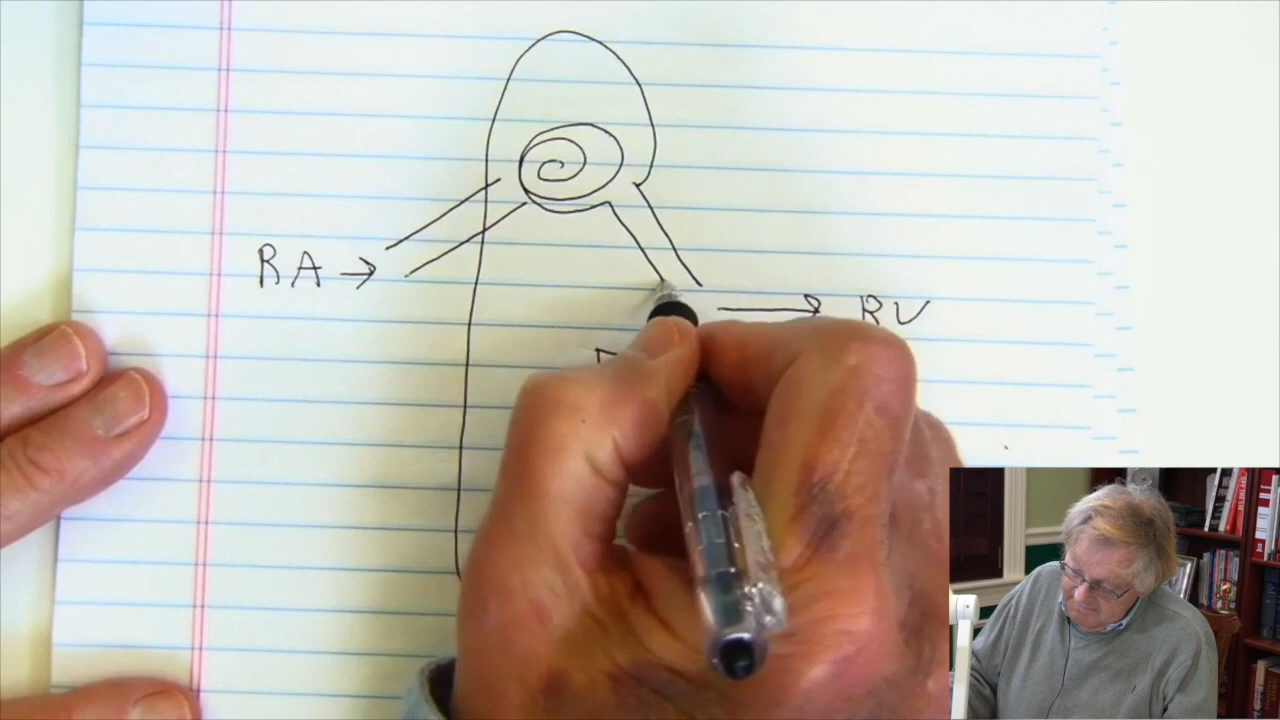 RA →
→ RV